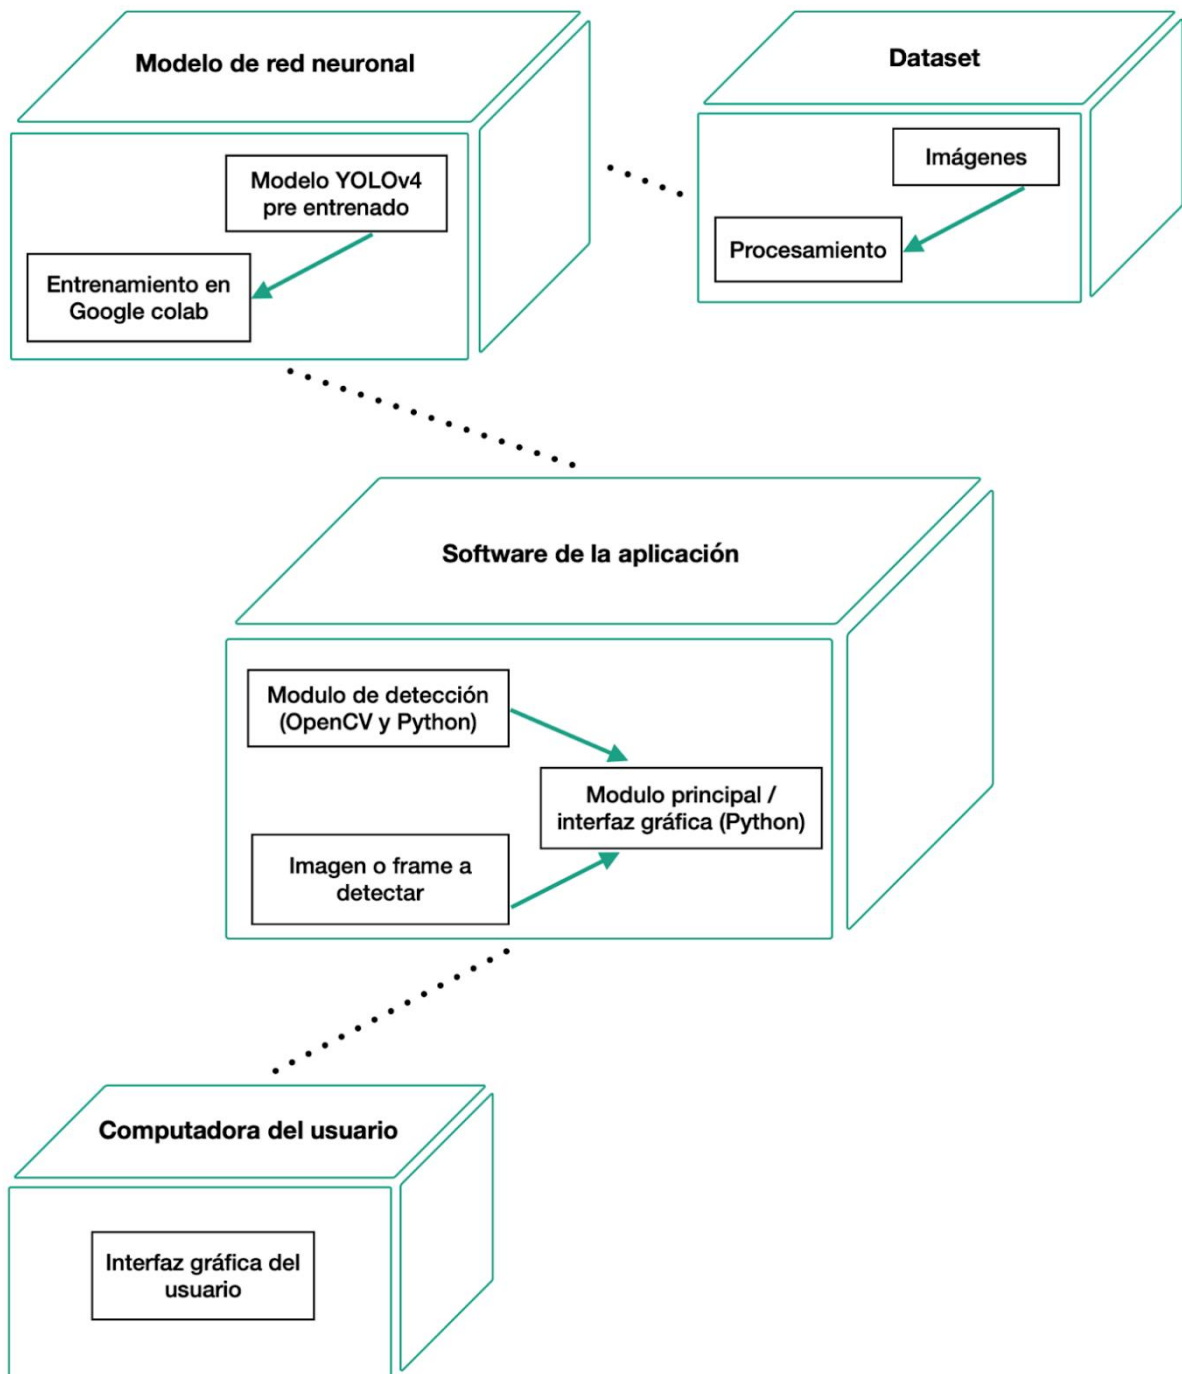 Modelo de red neuronal
Modelo YOLOv4
pre entrenado
Entrenamiento en
Google colab
Dataset
Imágenes
Procesamiento
Software de la aplicación
Modulo de detección
(OpenCV y Python)
Modulo principal /
interfaz gráfica (Python)
Imagen o frame a
detectar
Computadora del usuario
Interfaz gráfica del
usuario